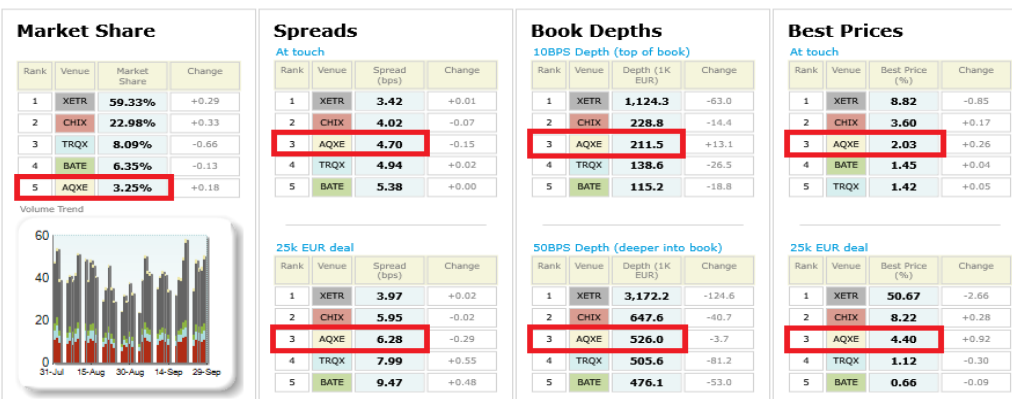 Market Share
Rank Venue Market Share Change
1 XETR 59.33% +0.29
2 CHIX 22.98% +0.33
3 TRQX 8.09% -0.66
4 BATE 6.35% -0.13
5 AQXE 3.25% +0.18
Volume Trend
60
40
20
0
31-Jul 15-Aug 30-Aug 14-Sep 29-Sep
Spreads
At touch
Rank Venue Spread (bps) Change
1 XETR 3.42 +0.01
2 CHIX 4.02 -0.07
3 AQXE 4.70 -0.15
4 TRQX 4.94 +0.02
5 BATE 5.38 +0.00
25k EUR deal
Rank Venue Spread (bps) Change
1 XETR 3.97 +0.02
2 CHIX 5.95 -0.02
3 AQXE 6.28 -0.29
4 TRQX 7.99 +0.55
5 BATE 9.47 +0.48
Book Depths
10BPS Depth (top of book)
Rank Venue Depth (1K EUR) Change
1 XETR 1,124.3 -63.0
2 CHIX 228.8 -14.4
3 AQXE 211.5 +13.1
4 TRQX 138.6 -26.5
5 BATE 115.2 -18.8
50BPS Depth (deeper into book)
Rank Venue Depth (1K EUR) Change
1 XETR 3,172.2 -124.6
2 CHIX 647.6 -40.7
3 AQXE 526.0 -3.7
4 TRQX 505.6 -81.2
5 BATE 476.1 -53.0
Best Prices
At touch
Rank Venue Best Price (%) Change
1 XETR 8.82 -0.85
2 CHIX 3.60 +0.17
3 AQXE 2.03 +0.26
4 BATE 1.45 +0.04
5 TRQX 1.42 +0.05
25k EUR deal
Rank Venue Best Price (%) Change
1 XETR 50.67 -2.66
2 CHIX 8.22 +0.28
3 AQXE 4.40 +0.92
4 TRQX 1.12 -0.30
5 BATE 0.66 -0.09